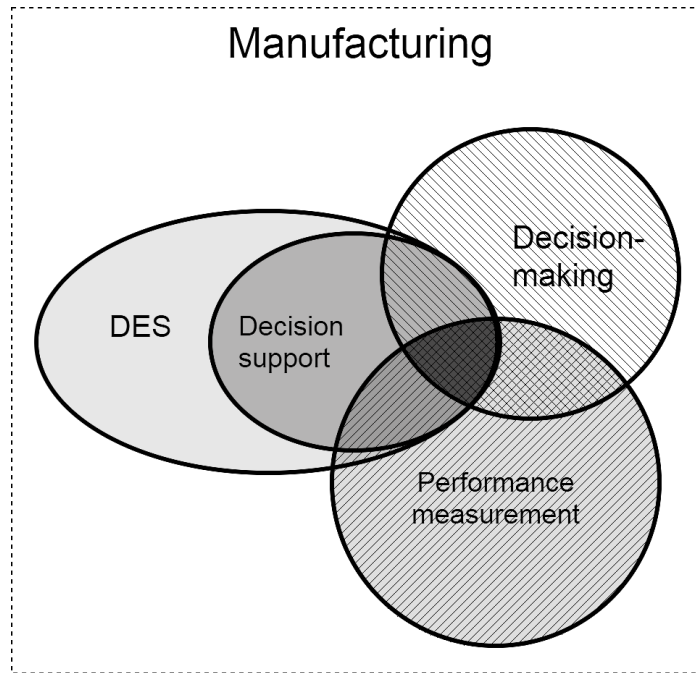 Manufacturing
Decision-
making
DES
Decision
support
Performance
measurement